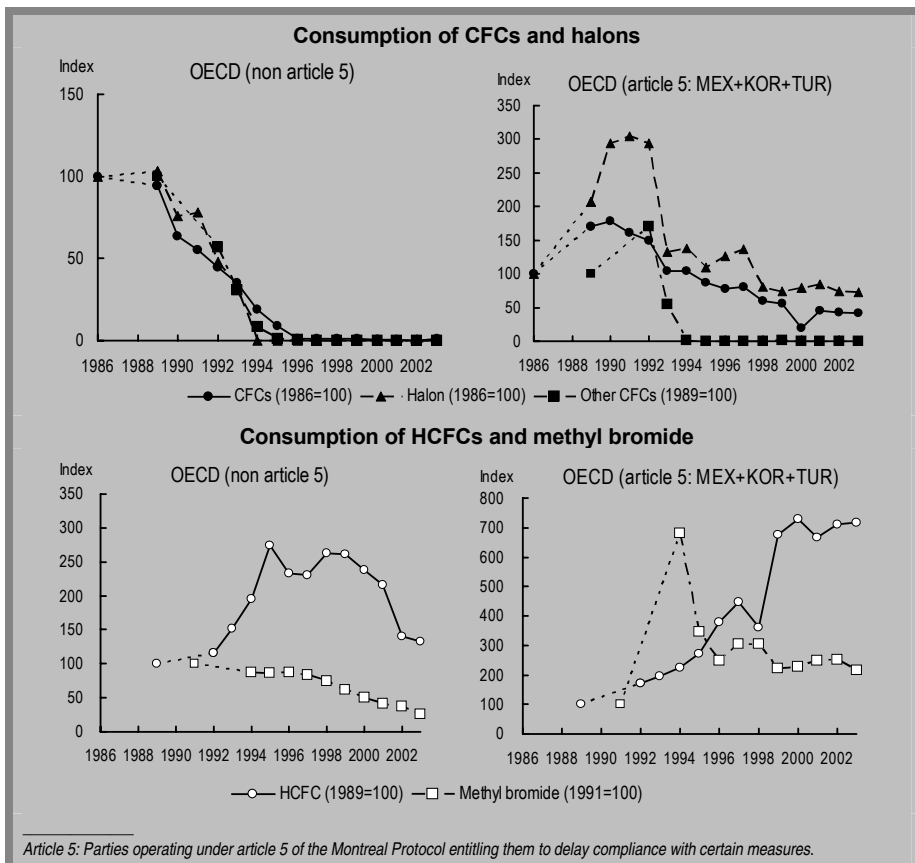 Consumption of CFCs and halons
Index
OECD (non article 5)
150
100
50
0
1986 1988 1990 1992 1994 1996 1998 2000 2002
Index
OECD (article 5: MEX+KOR+TUR)
350
300
250
200
150
100
50
0
1986 1988 1990 1992 1994 1996 1998 2000 2002
CFCs (1986=100) Halon (1986=100) Other CFCs (1989=100)
Consumption of HCFCs and methyl bromide
Index
OECD (non article 5)
350
300
250
200
150
100
50
0
1986 1988 1990 1992 1994 1996 1998 2000 2002
Index
OECD (article 5: MEX+KOR+TUR)
800
700
600
500
400
300
200
100
0
1986 1988 1990 1992 1994 1996 1998 2000 2002
HCFC (1989=100) Methyl bromide (1991=100)
Article 5: Parties operating under article 5 of the Montreal Protocol entitling them to delay compliance with certain measures.